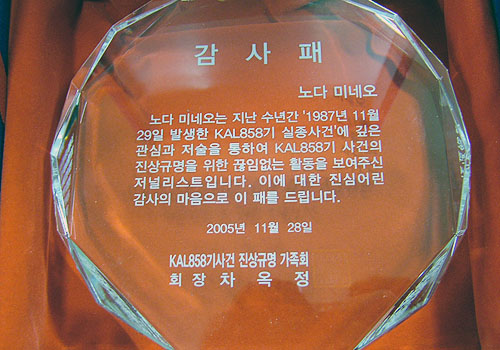 감 사 패
노다 미네오
노다 미네오는 지난 수년간 '1987년 11월
29일 발생한 KAL858기 실종사건'에 깊은
관심과 저술을 통하여 KAL858기 사건의
진상규명을 위한 끊임없는 활동을 보여주신
저널리스트입니다. 이에 대한 진심어린
감사의 마음으로 이 패를 드립니다.
2005년 11월 28일
KAL858기사건 진상규명 가족회
회 장 차 옥 정